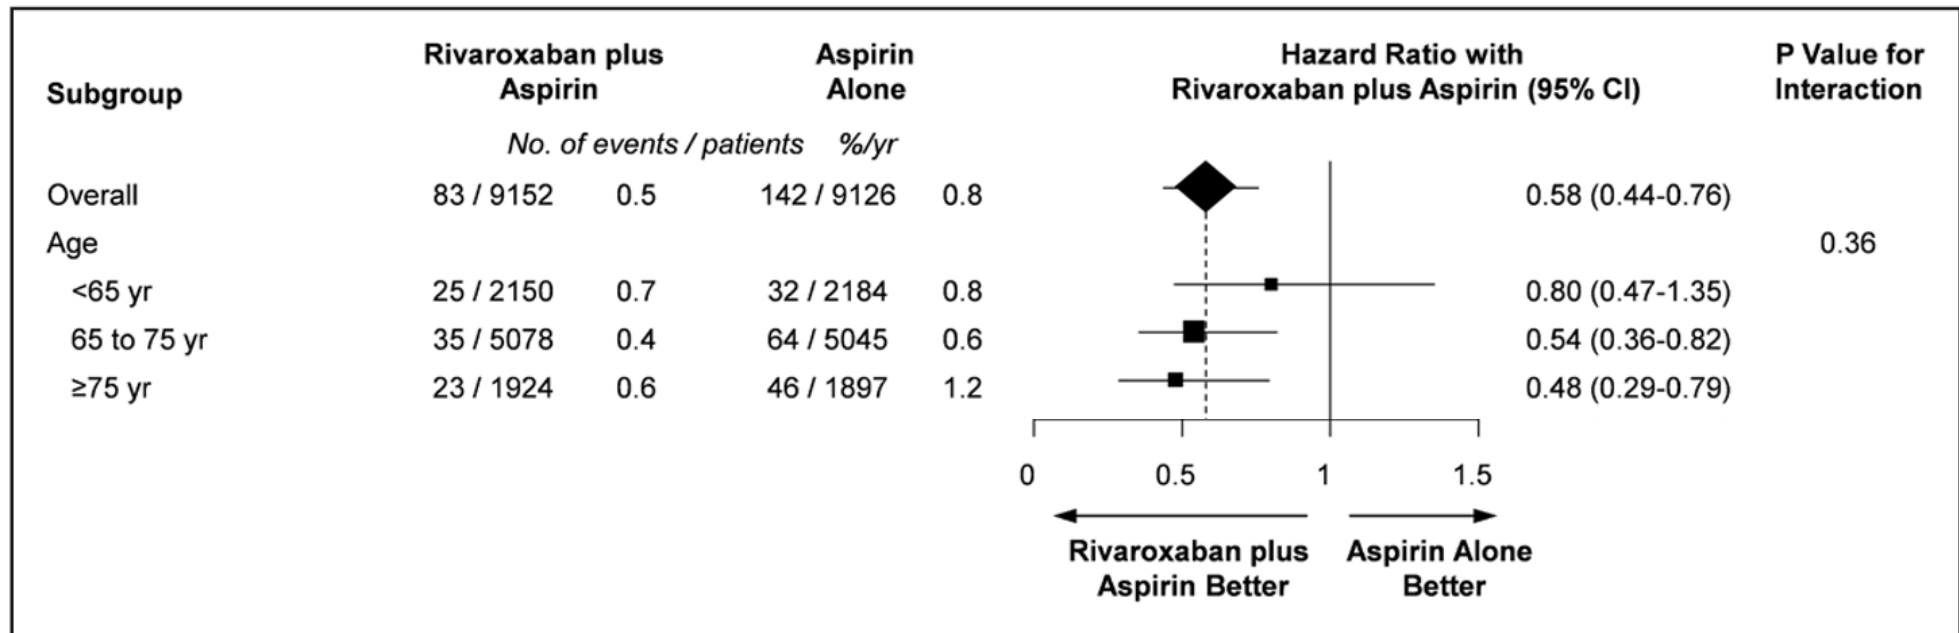 Subgroup
Rivaroxaban plus
Aspirin
Aspirin
Alone
Hazard Ratio with
Rivaroxaban plus Aspirin (95% CI)
P Value for
Interaction
No. of events / patients %/yr
Overall 83 / 9152 0.5 142 / 9126 0.8 0.58 (0.44-0.76)
Age 0.36
<65 yr 25 / 2150 0.7 32 / 2184 0.8 0.80 (0.47-1.35)
65 to 75 yr 35 / 5078 0.4 64 / 5045 0.6 0.54 (0.36-0.82)
≥75 yr 23 / 1924 0.6 46 / 1897 1.2 0.48 (0.29-0.79)
0 0.5 1 1.5
Rivaroxaban plus
Aspirin Better
Aspirin Alone
Better